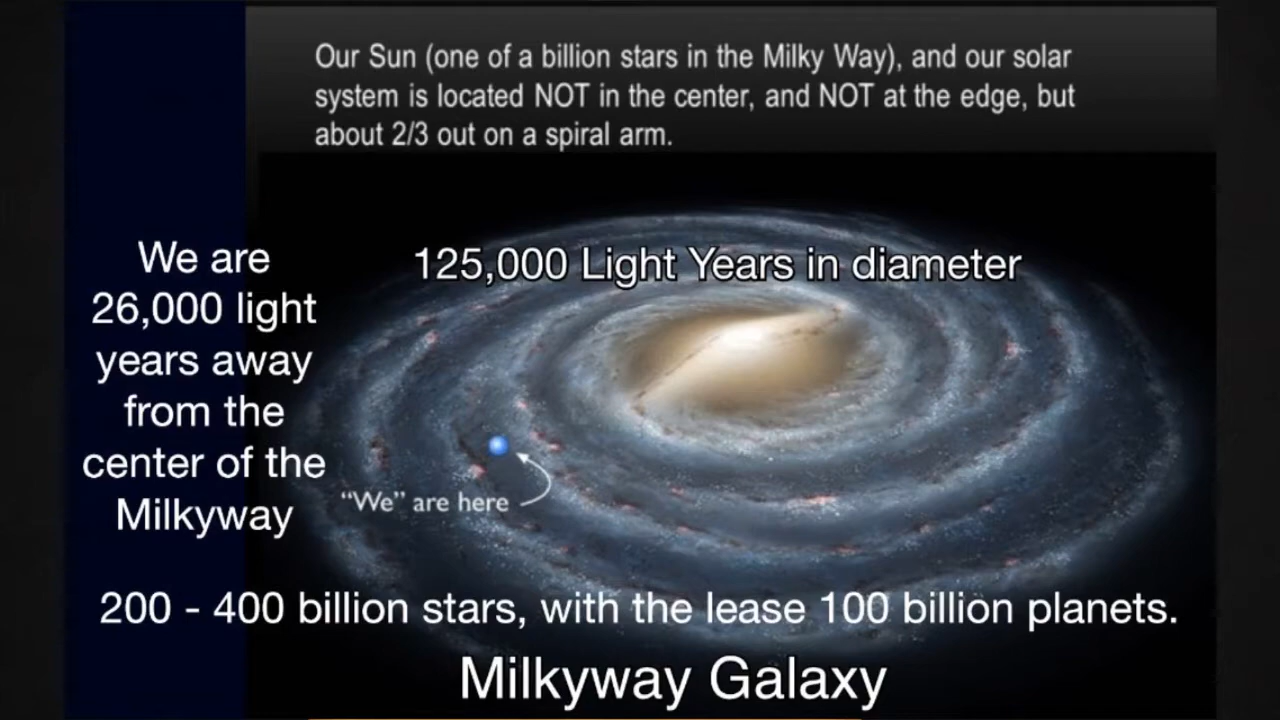 Our Sun (one of a billion stars in the Milky Way), and our solar
system is located NOT in the center, and NOT at the edge, but
about 2/3 out on a spiral arm.
125,000 Light Years in diameter
We are
26,000 light
years away
from the
center of the
Milkyway
“We” are here
200 - 400 billion stars, with the lease 100 billion planets.
Milkyway Galaxy